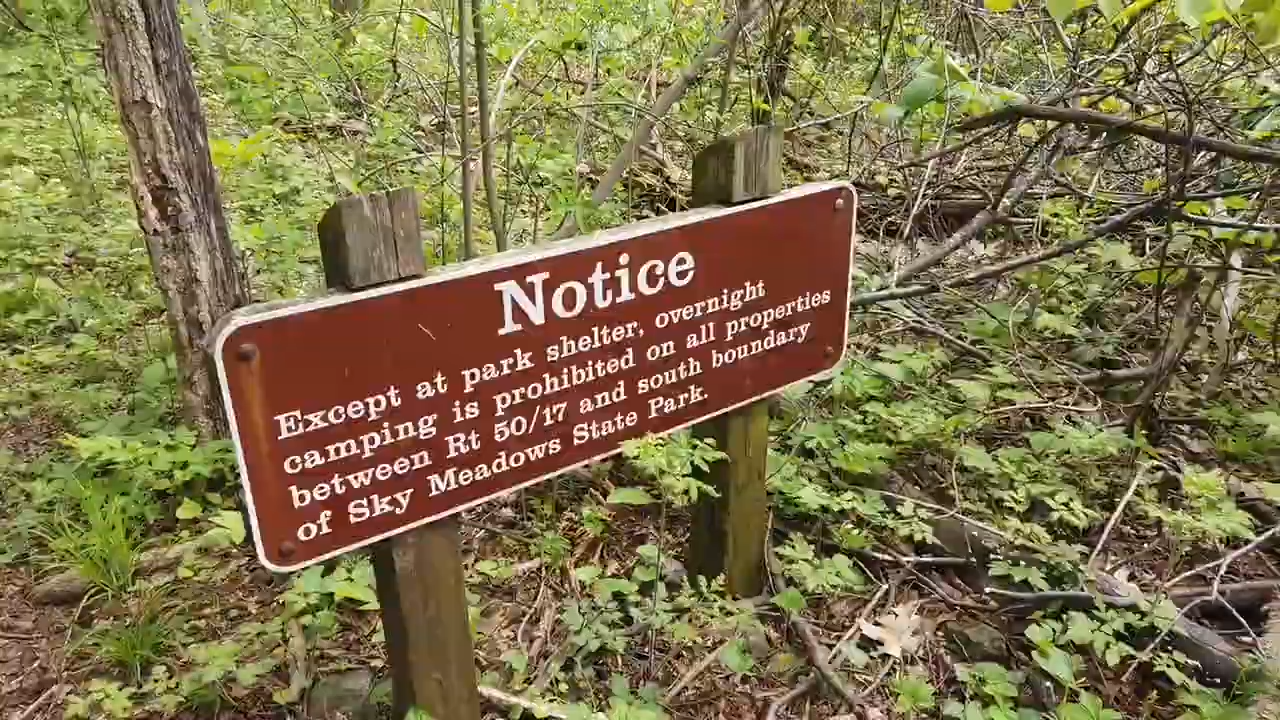 Notice
Except at park shelter, overnight
camping is prohibited on all properties
between Rt 50/17 and south boundary
of Sky Meadows State Park.